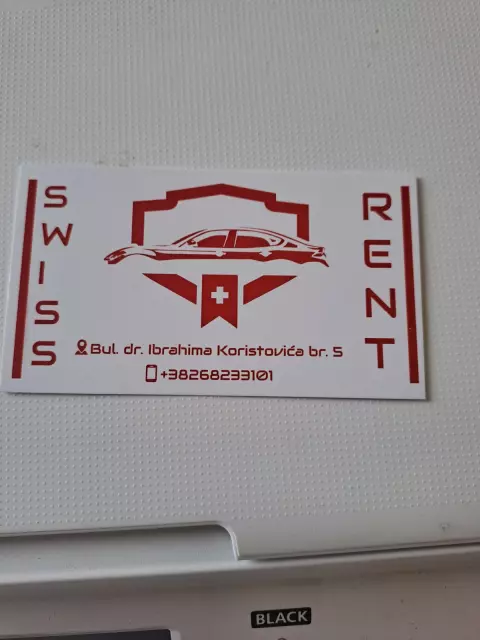 SWISS
RENT
Bul. dr. Ibrahima Koristovića br. 5
+38268233101
BLACK